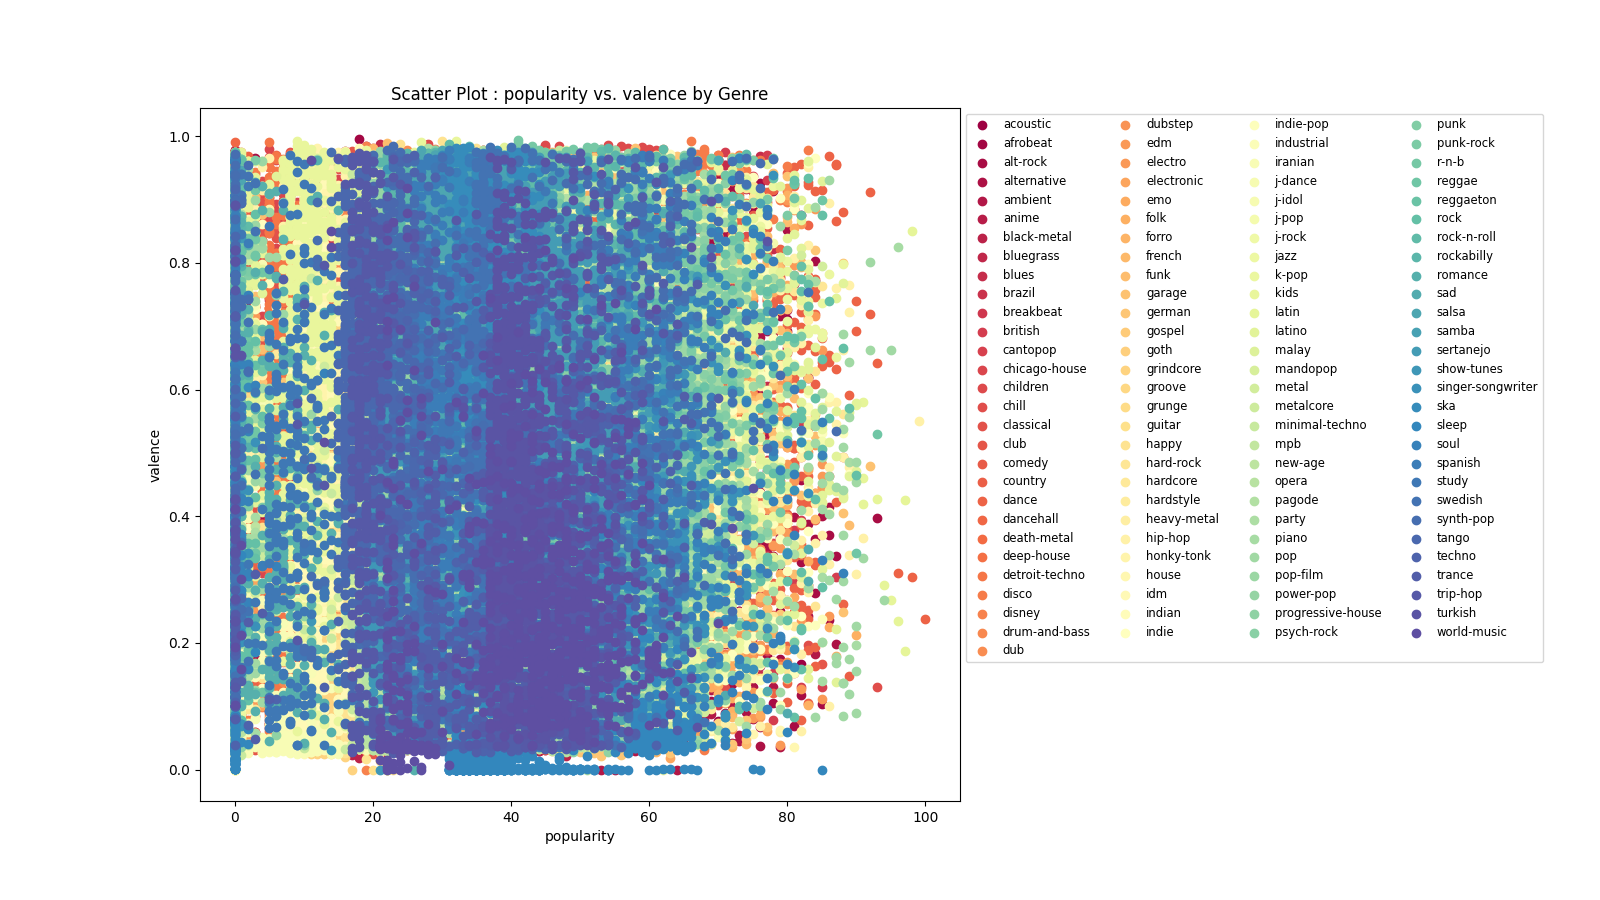 Scatter Plot : popularity vs. valence by Genre
valence
1.0
0.8
0.6
0.4
0.2
0.0
0 20 40 60 80 100
popularity
acoustic
afrobeat
alt-rock
alternative
ambient
anime
black-metal
bluegrass
blues
brazil
breakbeat
british
cantopop
chicago-house
children
chill
classical
club
comedy
country
dance
dancehall
death-metal
deep-house
detroit-techno
disco
disney
drum-and-bass
dub
dubstep
edm
electro
electronic
emo
folk
forro
french
funk
garage
german
gospel
goth
grindcore
groove
grunge
guitar
happy
hard-rock
hardcore
hardstyle
heavy-metal
hip-hop
honky-tonk
house
idm
indian
indie
indie-pop
industrial
iranian
j-dance
j-idol
j-pop
j-rock
jazz
k-pop
kids
latin
latino
malay
mandopop
metal
metalcore
minimal-techno
mpb
new-age
opera
pagode
party
piano
pop
pop-film
power-pop
progressive-house
psych-rock
punk
punk-rock
r-n-b
reggae
reggaeton
rock
rock-n-roll
rockabilly
romance
sad
salsa
samba
sertanejo
show-tunes
singer-songwriter
ska
sleep
soul
spanish
study
swedish
synth-pop
tango
techno
trance
trip-hop
turkish
world-music